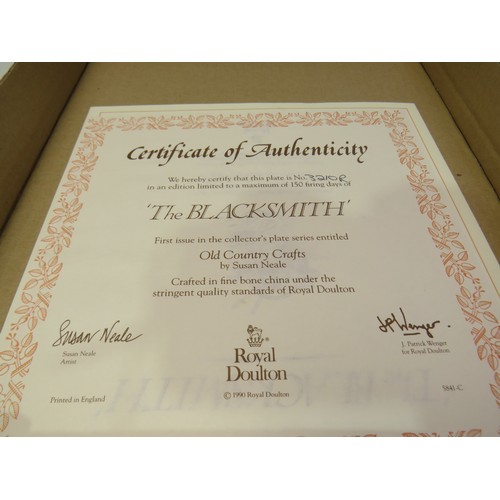 Certificate of Authenticity
We hereby certify that this plate is No. 3210R
in an edition limited to a maximum of 150 firing days of
'The BLACKSMITH'
First issue in the collector's plate series entitled
Old Country Crafts
by Susan Neale
Crafted in fine bone china under the
stringent quality standards of Royal Doulton
Susan Neale
Susan Neale
Artist
Royal
Doulton
© 1990 Royal Doulton
J. Patrick Wenger
for Royal Doulton
Printed in England
5841-C